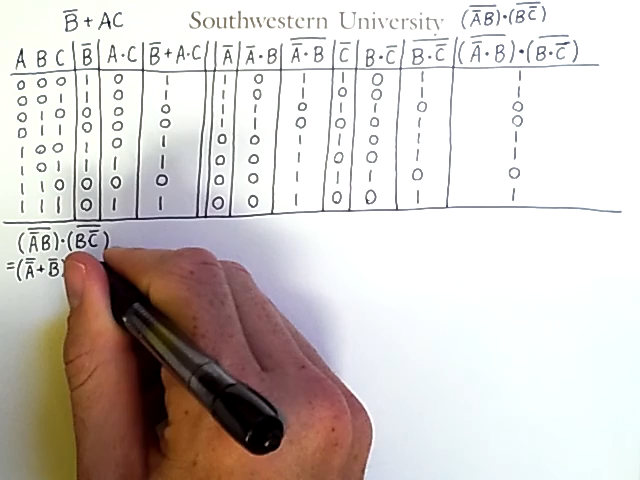 B̅ + AC Southwestern University (A̅̅B̅)·(B̅C̅̅)
A B C B̅ A·C B̅+A·C A̅ A̅·B A̅̅·̅B̅ C̅ B·C̅ B̅·̅C̅̅ (A̅̅·̅B̅)·(B̅·̅C̅̅)
0 0 0 1 0 1 1 0 1 1 0 1 1
0 0 1 1 0 1 1 0 1 0 0 1 1
0 1 0 0 0 0 1 1 0 1 1 0 0
0 1 1 0 0 0 1 1 0 0 0 1 0
1 0 0 1 0 1 0 0 1 1 0 1 1
1 0 1 1 1 1 0 0 1 0 0 1 1
1 1 0 0 0 0 0 0 1 1 1 0 0
1 1 1 0 1 1 0 0 1 0 0 1 1
(A̅̅B̅)·(B̅C̅̅)
=(A̅̅+B̅)